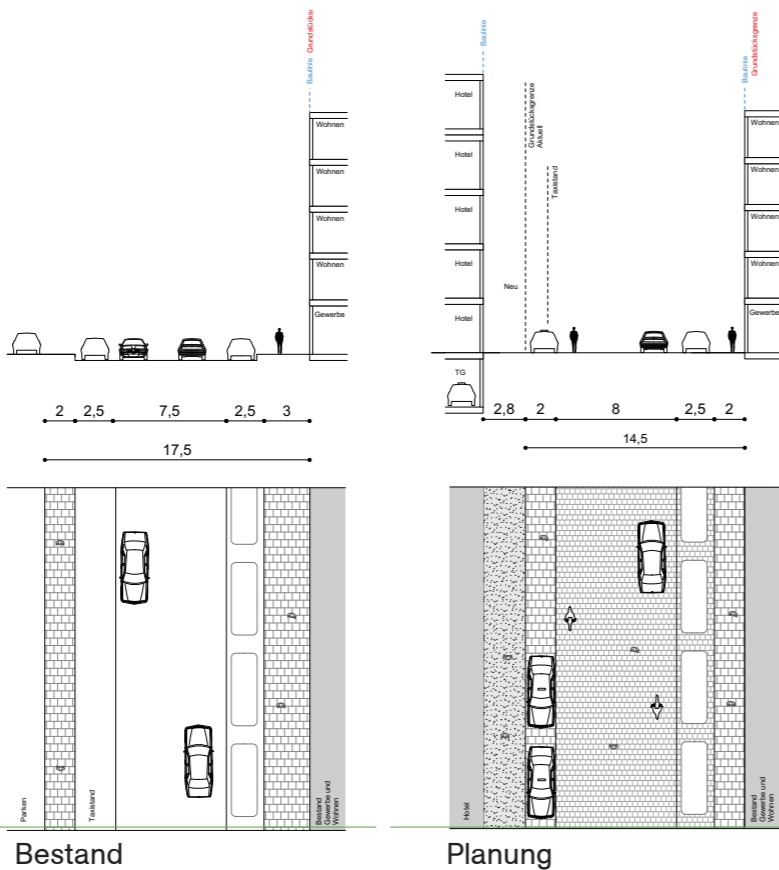 Baulinie
Grundstücks
Wohnen
Wohnen
Wohnen
Wohnen
Gewerbe
2 2,5 7,5 2,5 3
17,5
Parken
Taxistand
Bestand
Gewerbe und
Wohnen
Bestand
Baulinie
Baulinie
Grundstücksgrenze
Hotel
Hotel
Hotel
Hotel
Hotel
Grundstücksgrenze
Aktuell
Taxistand
Neu
Wohnen
Wohnen
Wohnen
Wohnen
Gewerbe
TG
2,8 2 8 2,5 2
14,5
Hotel
Bestand
Gewerbe und
Wohnen
Planung